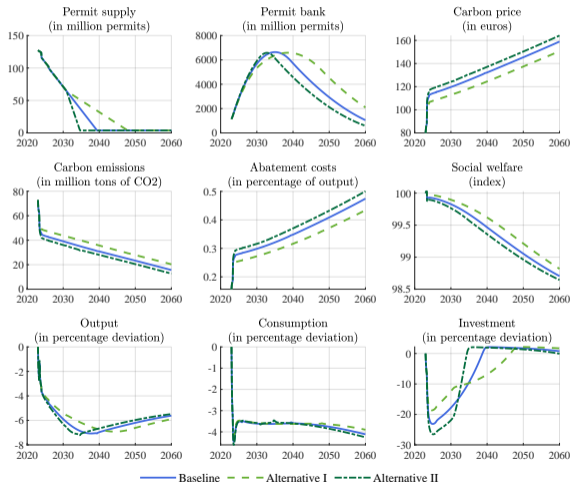 Permit supply
(in million permits)
150
100
50
0
2020 2030 2040 2050 2060
Permit bank
(in million permits)
8000
6000
4000
2000
0
2020 2030 2040 2050 2060
Carbon price
(in euros)
160
140
120
100
80
2020 2030 2040 2050 2060
Carbon emissions
(in million tons of CO2)
80
60
40
20
0
2020 2030 2040 2050 2060
Abatement costs
(in percentage of output)
0.5
0.4
0.3
0.2
2020 2030 2040 2050 2060
Social welfare
(index)
100
99.5
99
98.5
2020 2030 2040 2050 2060
Output
(in percentage deviation)
0
-2
-4
-6
-8
2020 2030 2040 2050 2060
Consumption
(in percentage deviation)
0
-1
-2
-3
-4
2020 2030 2040 2050 2060
Investment
(in percentage deviation)
0
-10
-20
-30
2020 2030 2040 2050 2060
Baseline Alternative I Alternative II